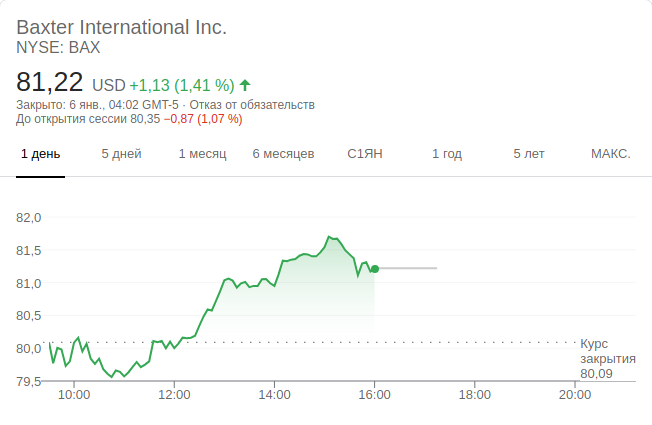 Baxter International Inc.
NYSE: BAX
81,22 USD +1,13 (1,41 %)
Закрыто: 6 янв., 04:02 GMT-5 · Отказ от обязательств
До открытия сессии 80,35 −0,87 (1,07 %)
1 день 5 дней 1 месяц 6 месяцев С1ЯН 1 год 5 лет МАКС.
82,0
81,5
81,0
80,5
80,0
79,5
Курс
закрытия
80,09
10:00 12:00 14:00 16:00 18:00 20:00